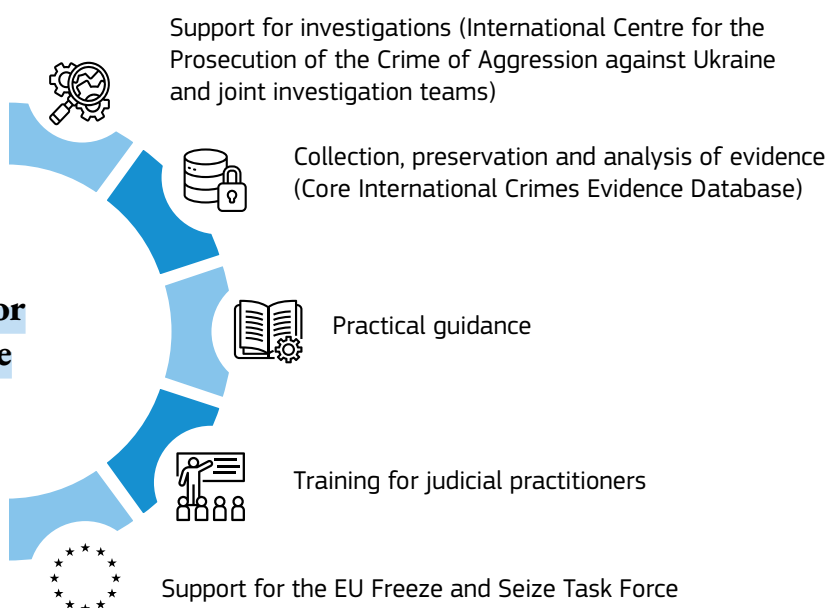 Support for investigations (International Centre for the
Prosecution of the Crime of Aggression against Ukraine
and joint investigation teams)
Collection, preservation and analysis of evidence
(Core International Crimes Evidence Database)
or
e
Practical guidance
Training for judicial practitioners
Support for the EU Freeze and Seize Task Force